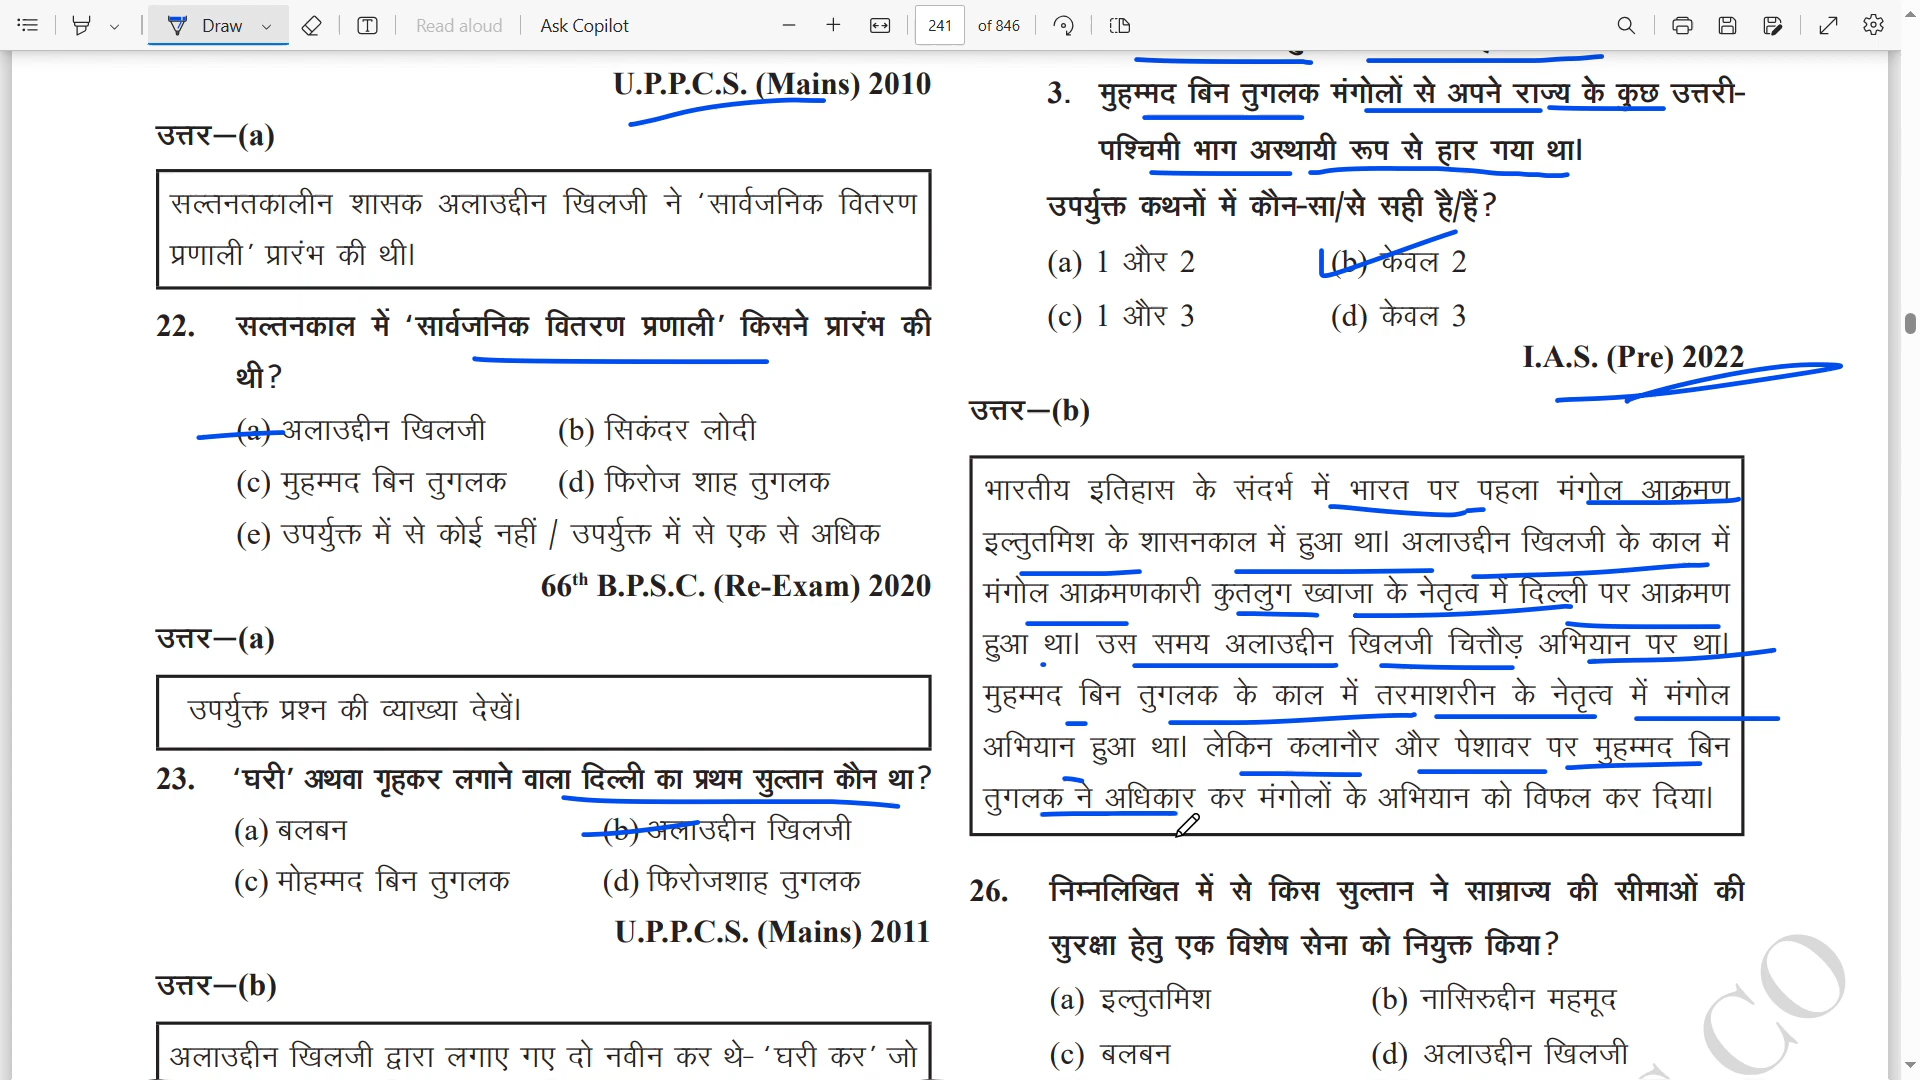 Draw
Read aloud
Ask Copilot
241 of 846
U.P.P.C.S. (Mains) 2010
उत्तर—(a)
सल्तनतकालीन शासक अलाउद्दीन खिलजी ने ‘सार्वजनिक वितरण
प्रणाली’ प्रारंभ की थी।
22. सल्तनकाल में ‘सार्वजनिक वितरण प्रणाली’ किसने प्रारंभ की
थी?
(a) अलाउद्दीन खिलजी (b) सिकंदर लोदी
(c) मुहम्मद बिन तुगलक (d) फिरोज शाह तुगलक
(e) उपर्युक्त में से कोई नहीं / उपर्युक्त में से एक से अधिक
66th B.P.S.C. (Re-Exam) 2020
उत्तर—(a)
उपर्युक्त प्रश्न की व्याख्या देखें।
23. ‘घरी’ अथवा गृहकर लगाने वाला दिल्ली का प्रथम सुल्तान कौन था?
(a) बलबन (b) अलाउद्दीन खिलजी
(c) मोहम्मद बिन तुगलक (d) फिरोजशाह तुगलक
U.P.P.C.S. (Mains) 2011
उत्तर—(b)
अलाउद्दीन खिलजी द्वारा लगाए गए दो नवीन कर थे- ‘घरी कर’ जो
3. मुहम्मद बिन तुगलक मंगोलों से अपने राज्य के कुछ उत्तरी-
पश्चिमी भाग अस्थायी रूप से हार गया था।
उपर्युक्त कथनों में कौन-सा/से सही है/हैं?
(a) 1 और 2 (b) केवल 2
(c) 1 और 3 (d) केवल 3
I.A.S. (Pre) 2022
उत्तर—(b)
भारतीय इतिहास के संदर्भ में भारत पर पहला मंगोल आक्रमण
इल्तुतमिश के शासनकाल में हुआ था। अलाउद्दीन खिलजी के काल में
मंगोल आक्रमणकारी कुतलुग ख्वाजा के नेतृत्व में दिल्ली पर आक्रमण
हुआ था। उस समय अलाउद्दीन खिलजी चित्तौड़ अभियान पर था।
मुहम्मद बिन तुगलक के काल में तरमाशरीन के नेतृत्व में मंगोल
अभियान हुआ था। लेकिन कलानौर और पेशावर पर मुहम्मद बिन
तुगलक ने अधिकार कर मंगोलों के अभियान को विफल कर दिया।
26. निम्नलिखित में से किस सुल्तान ने साम्राज्य की सीमाओं की
सुरक्षा हेतु एक विशेष सेना को नियुक्त किया?
(a) इल्तुतमिश (b) नासिरुद्दीन महमूद
(c) बलबन (d) अलाउद्दीन खिलजी
CO